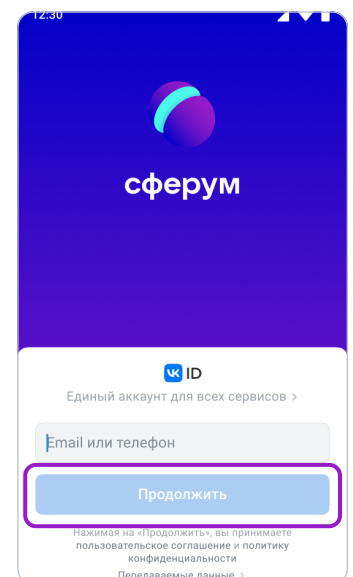 12:30
сферум
VK ID
Единый аккаунт для всех сервисов >
Email или телефон
Продолжить
Нажимая на «Продолжить», вы принимаете
пользовательское соглашение и политику
конфиденциальности
Передаваемые данные >